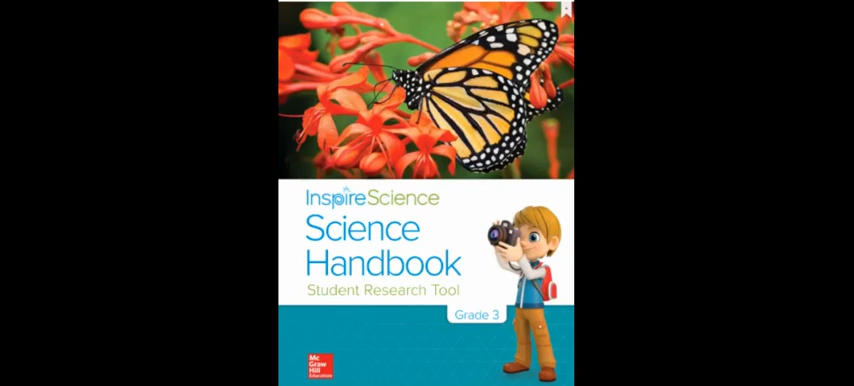 InspireScience
Science
Handbook
Student Research Tool
Grade 3
Mc
Graw
Hill
Education